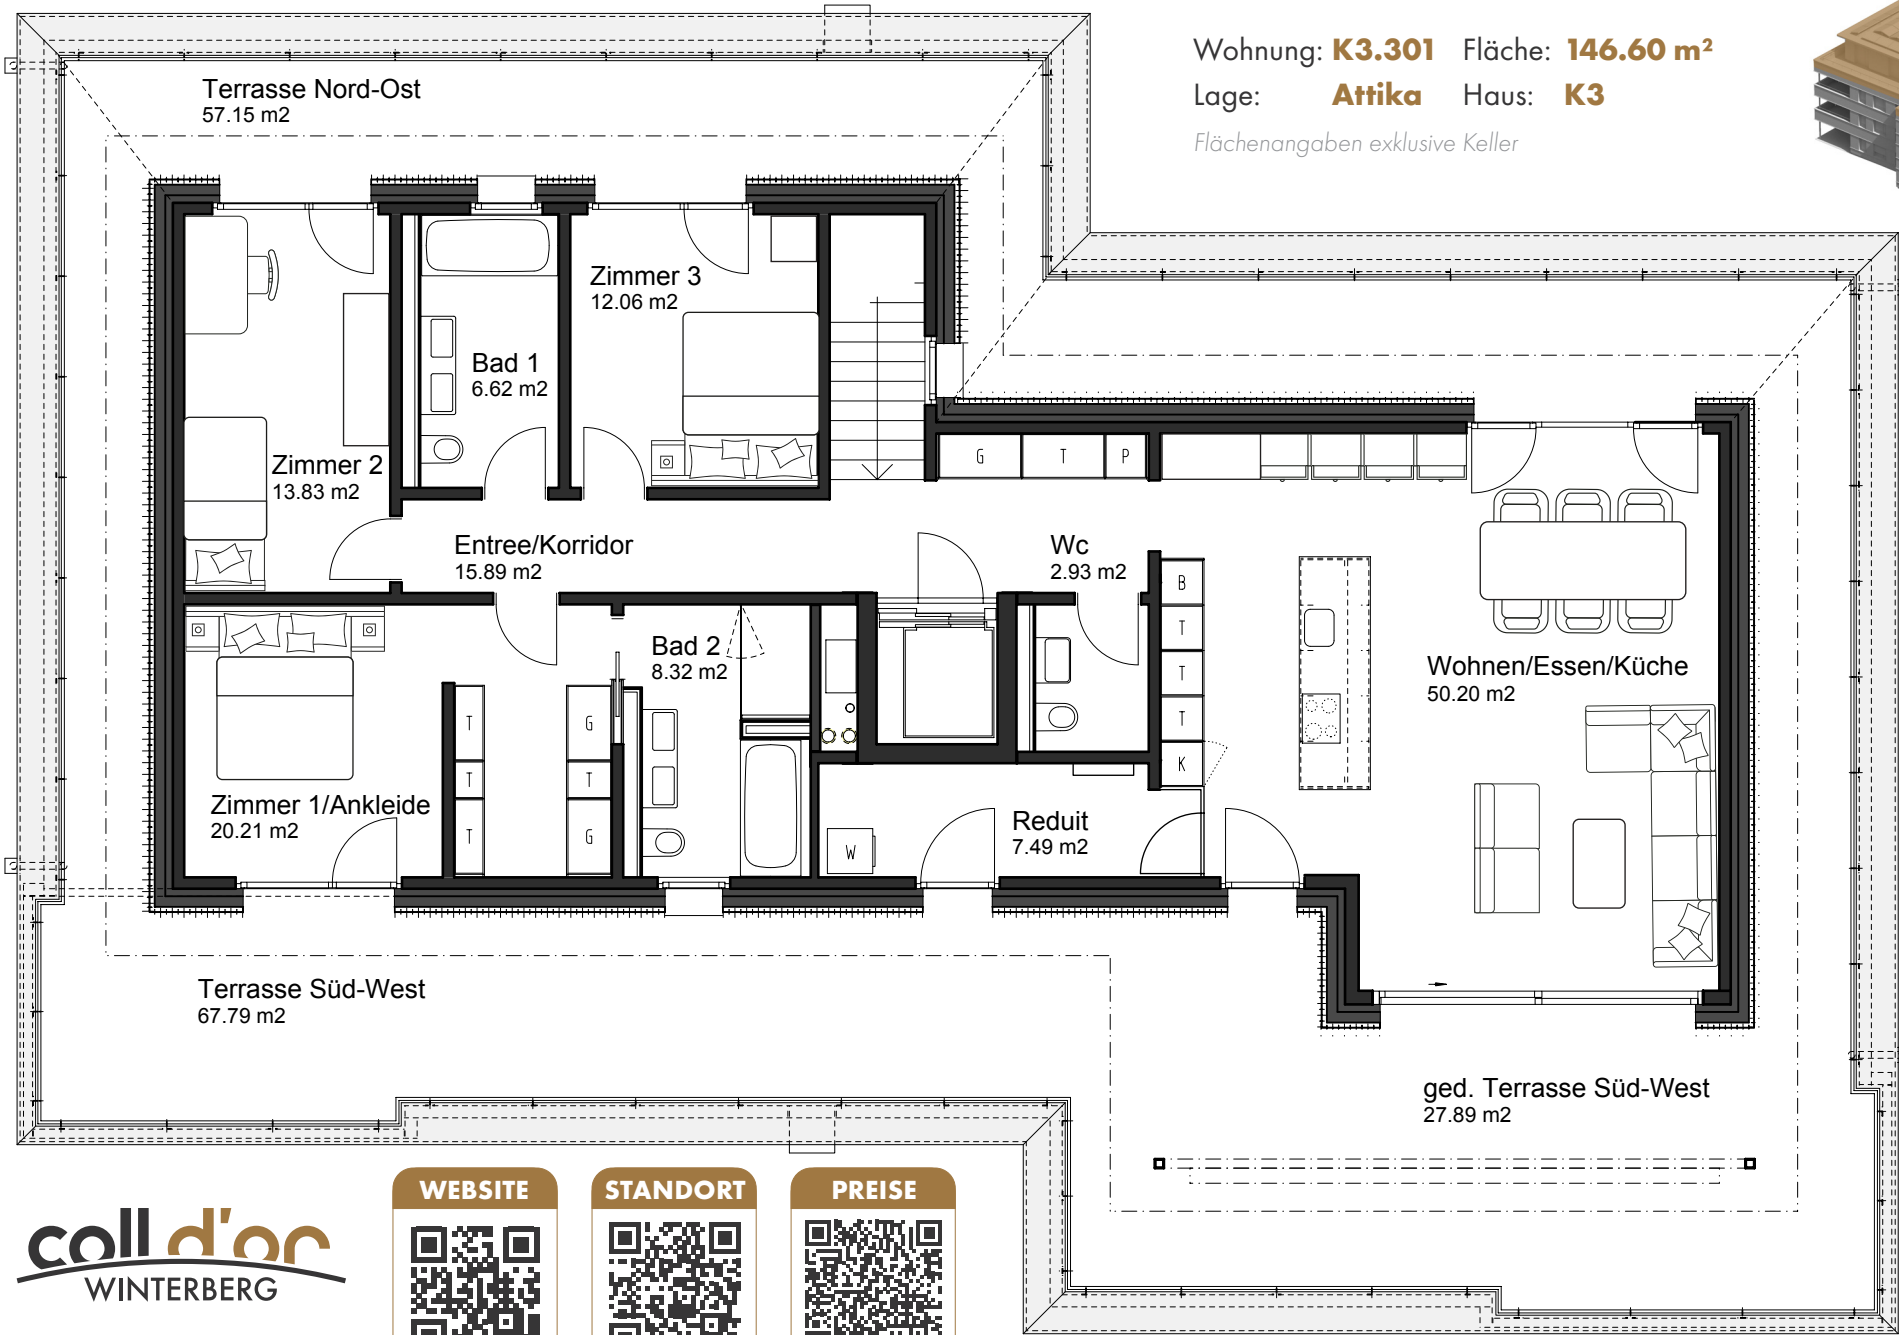 Wohnung: K3.301 Fläche: 146.60 m²
Lage: Attika Haus: K3
Flächenangaben exklusive Keller
Terrasse Nord-Ost
57.15 m2
Zimmer 3
12.06 m2
Bad 1
6.62 m2
Zimmer 2
13.83 m2
G T P
Entree/Korridor
15.89 m2
Wc
2.93 m2
B
T
T
T
K
Bad 2
8.32 m2
Wohnen/Essen/Küche
50.20 m2
T G
T T
T G
Zimmer 1/Ankleide
20.21 m2
Reduit
7.49 m2
W
Terrasse Süd-West
67.79 m2
ged. Terrasse Süd-West
27.89 m2
coll d'or
WINTERBERG
WEBSITE
STANDORT
PREISE